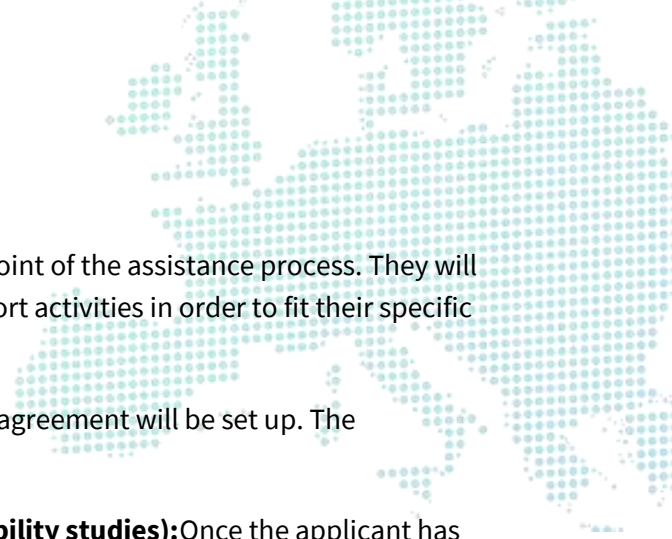 oint of the assistance process. They will
ort activities in order to fit their specific
agreement will be set up. The
bility studies):Once the applicant has